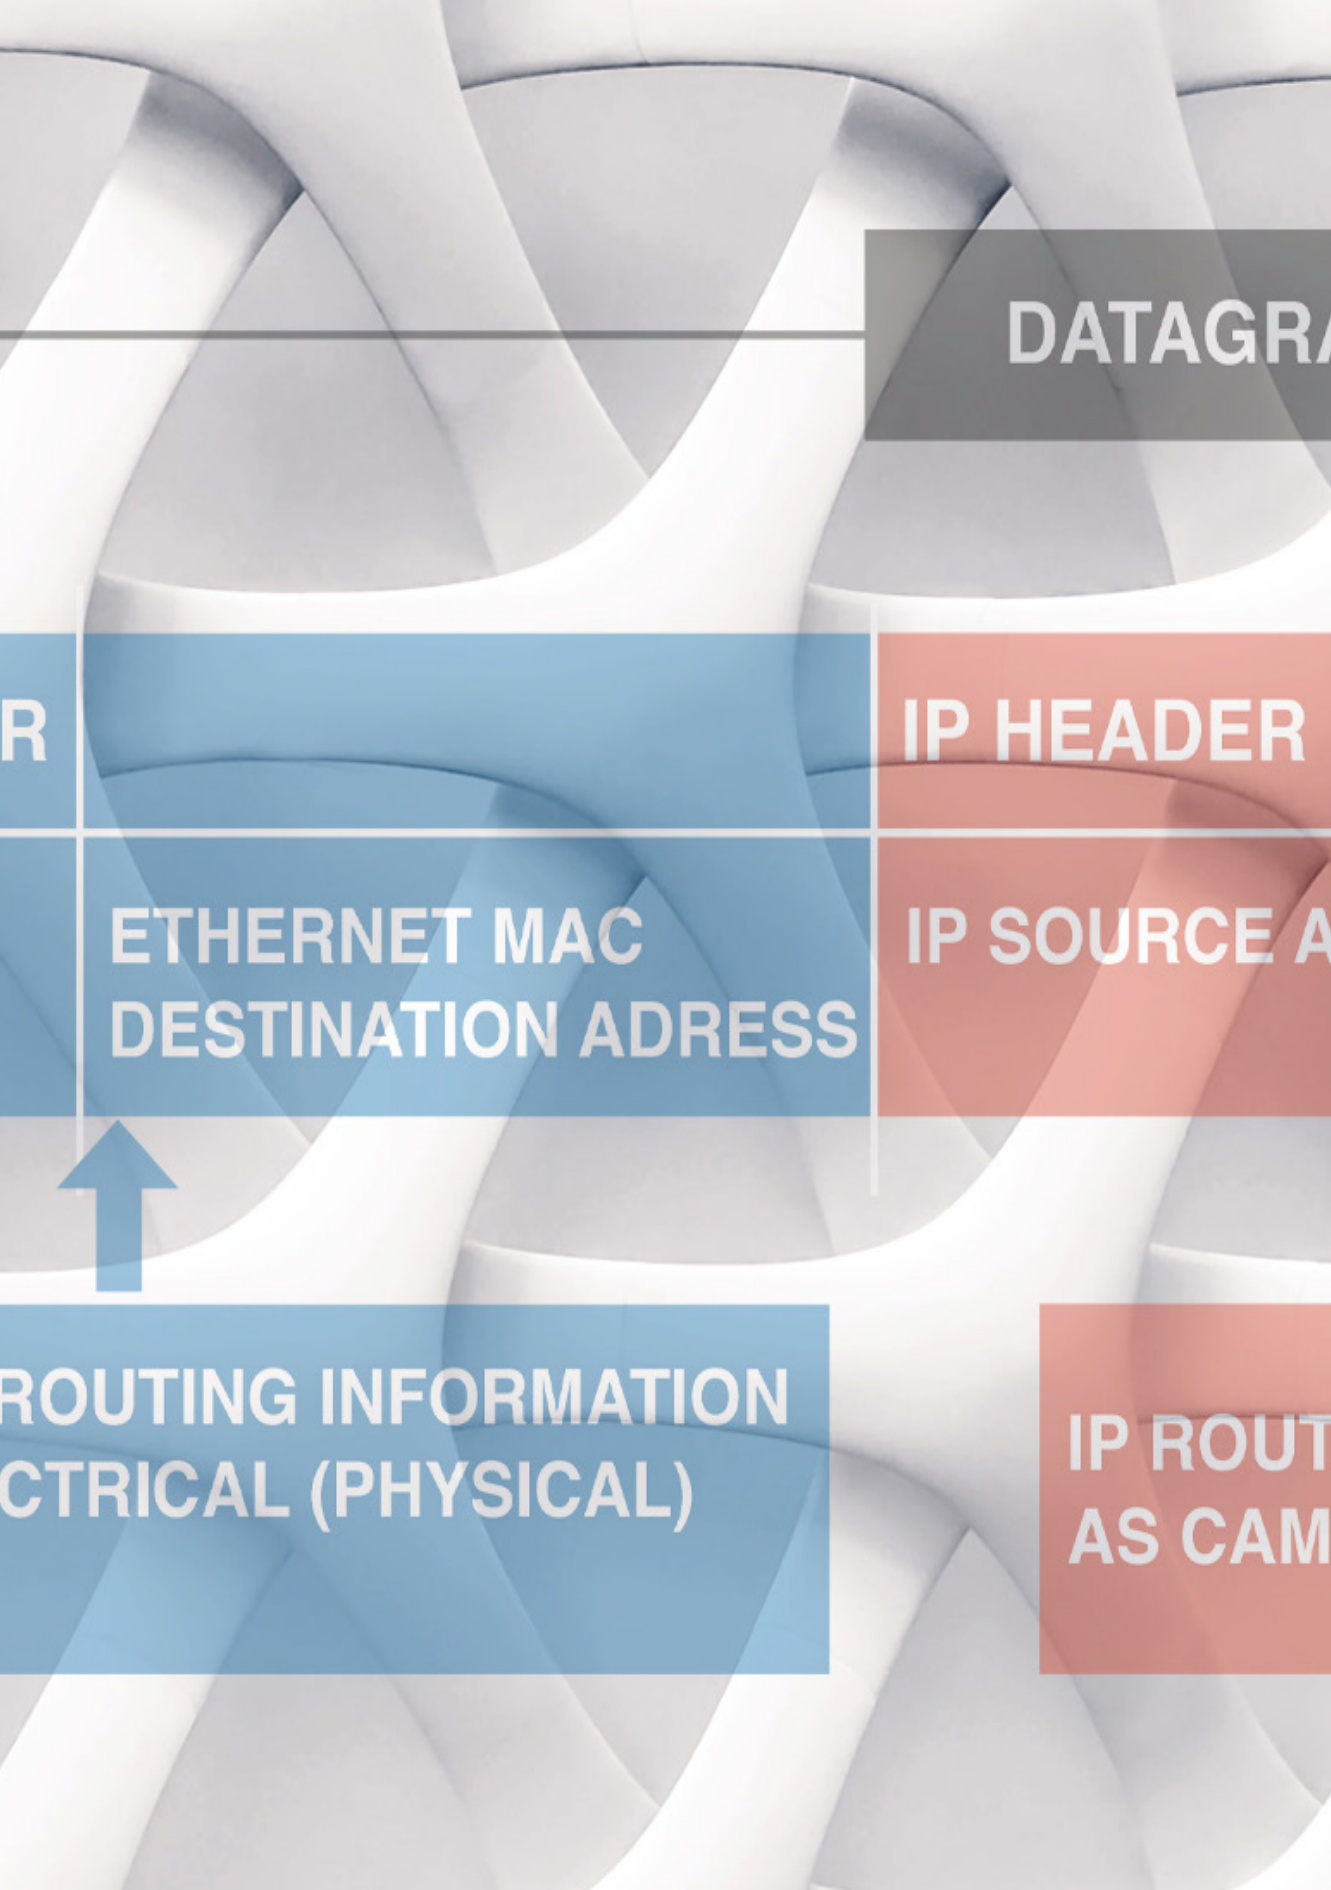 DATAGRA
R
IP HEADER
ETHERNET MAC
DESTINATION ADRESS
IP SOURCE A
ROUTING INFORMATION
CTRICAL (PHYSICAL)
IP ROUT
AS CAM